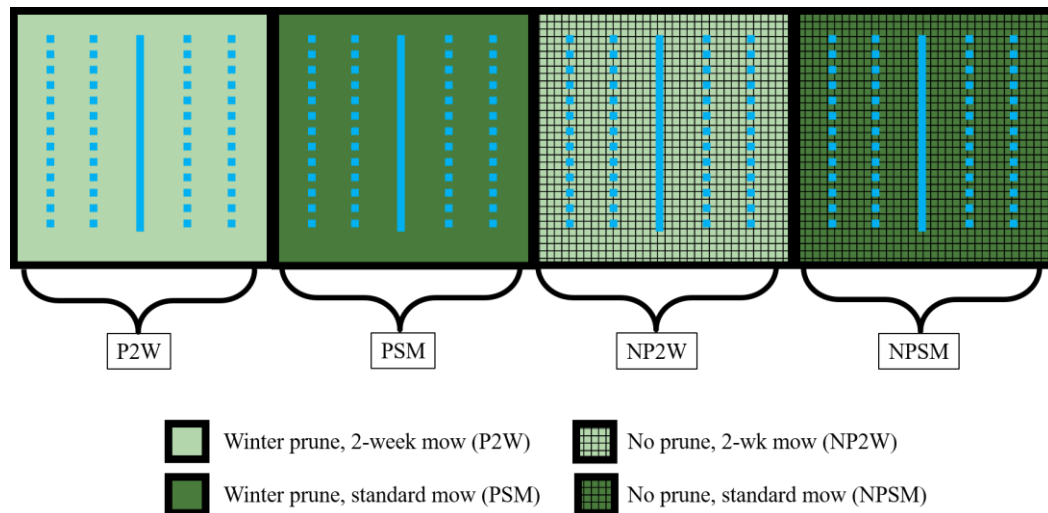 P2W
PSM
NP2W
NPSM
Winter prune, 2-week mow (P2W)
No prune, 2-wk mow (NP2W)
Winter prune, standard mow (PSM)
No prune, standard mow (NPSM)